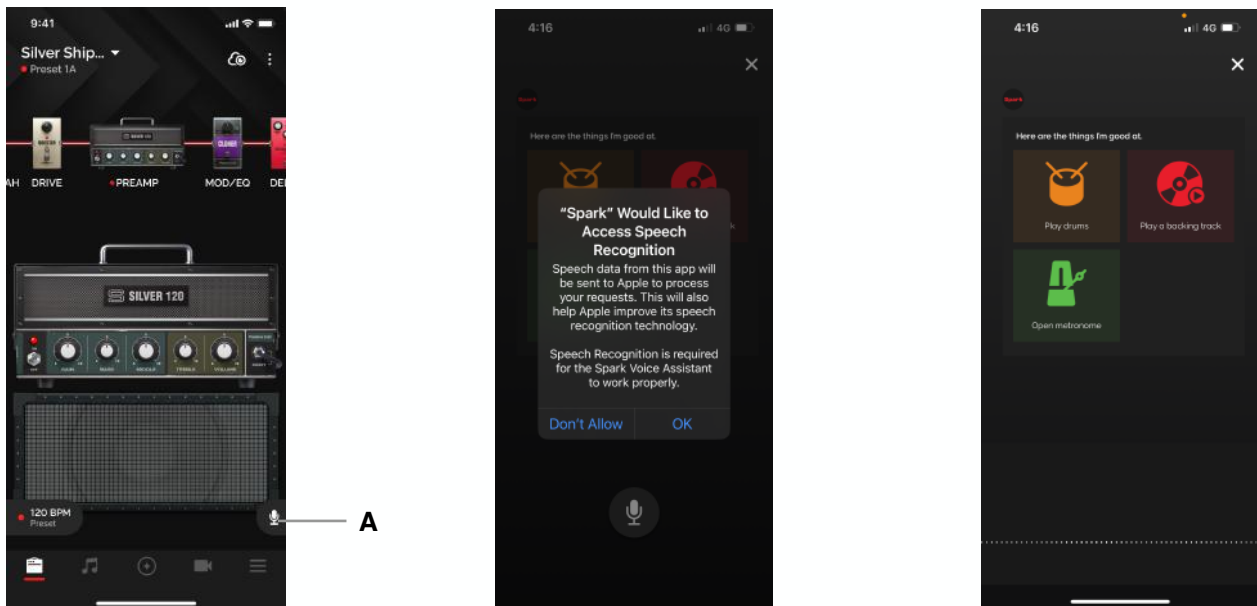 9:41
Silver Ship...
Preset 1A
AH DRIVE PREAMP MOD/EQ DEL
SILVER 120
120 BPM
Preset
A
4:16 4G
Spark
Here are the things I'm good at.
"Spark" Would Like to
Access Speech
Recognition
Speech data from this app will
be sent to Apple to process
your requests. This will also
help Apple improve its speech
recognition technology.
Speech Recognition is required
for the Spark Voice Assistant
to work properly.
Don't Allow OK
4:16 4G
Spark
Here are the things I'm good at.
Play drums Play a backing track
Open metronome